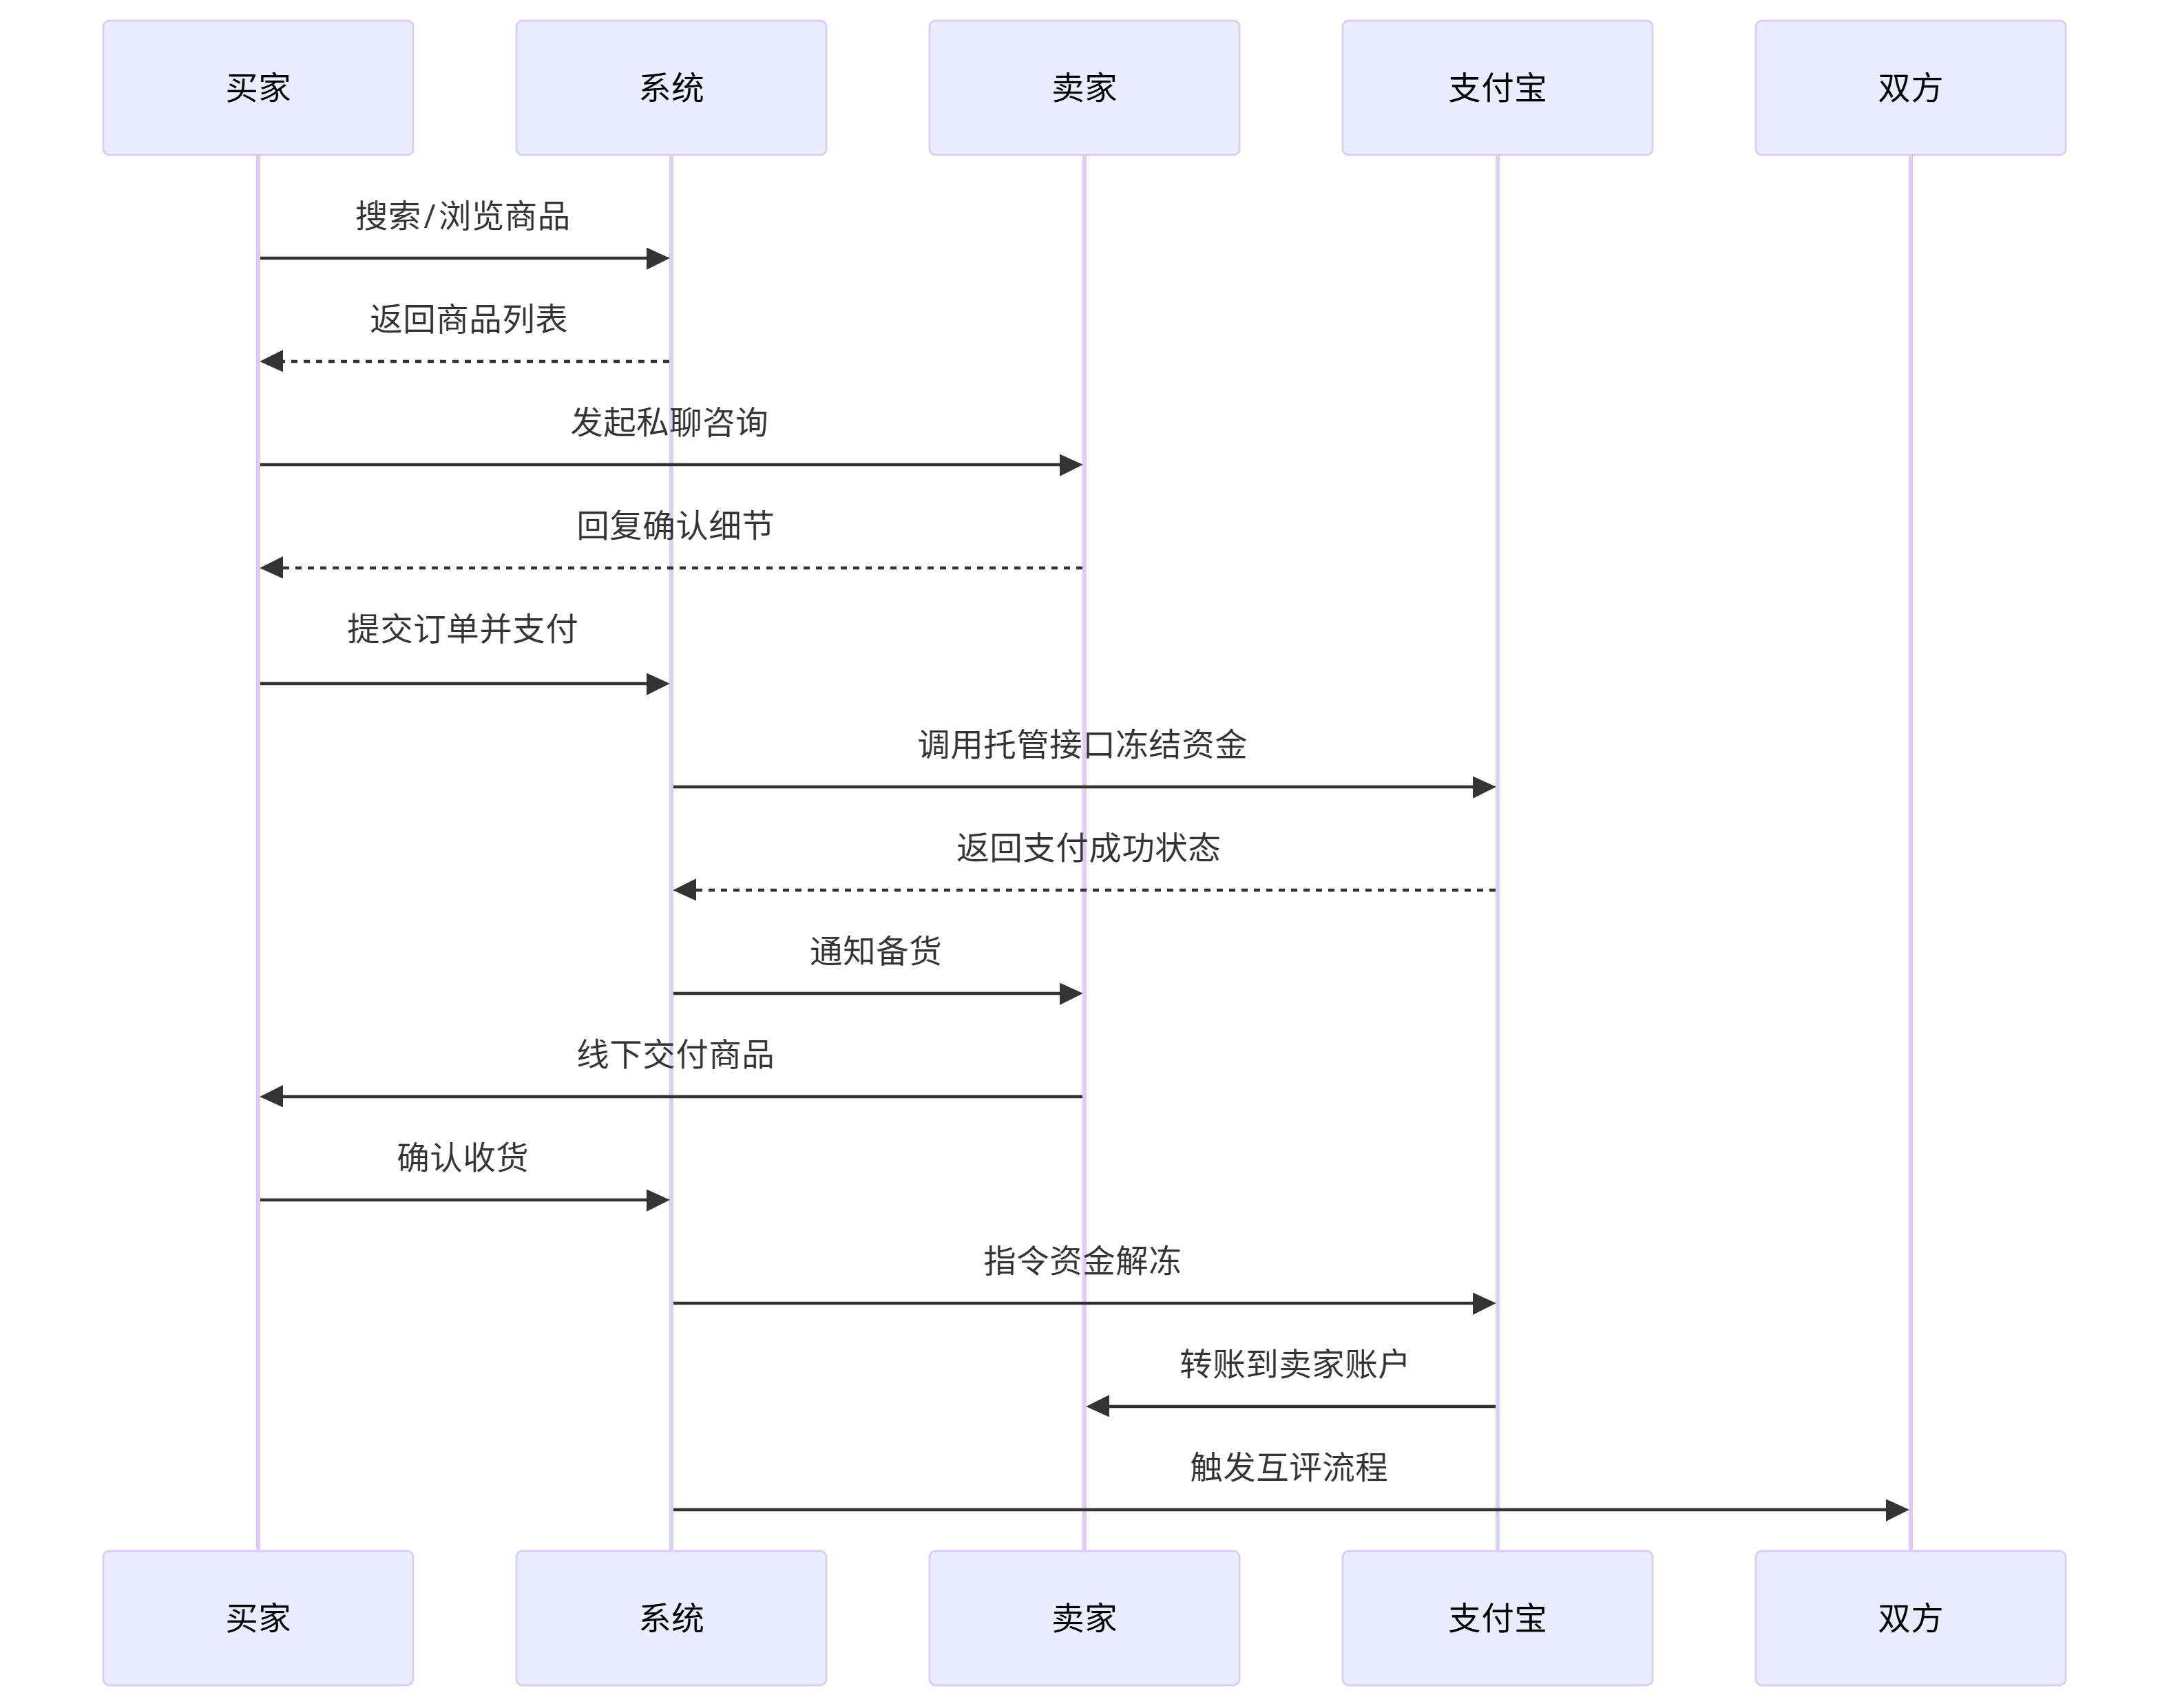 买家
系统
卖家
支付宝
双方
搜索/浏览商品
返回商品列表
发起私聊咨询
回复确认细节
提交订单并支付
调用托管接口冻结资金
返回支付成功状态
通知备货
线下交付商品
确认收货
指令资金解冻
转账到卖家账户
触发互评流程
买家
系统
卖家
支付宝
双方